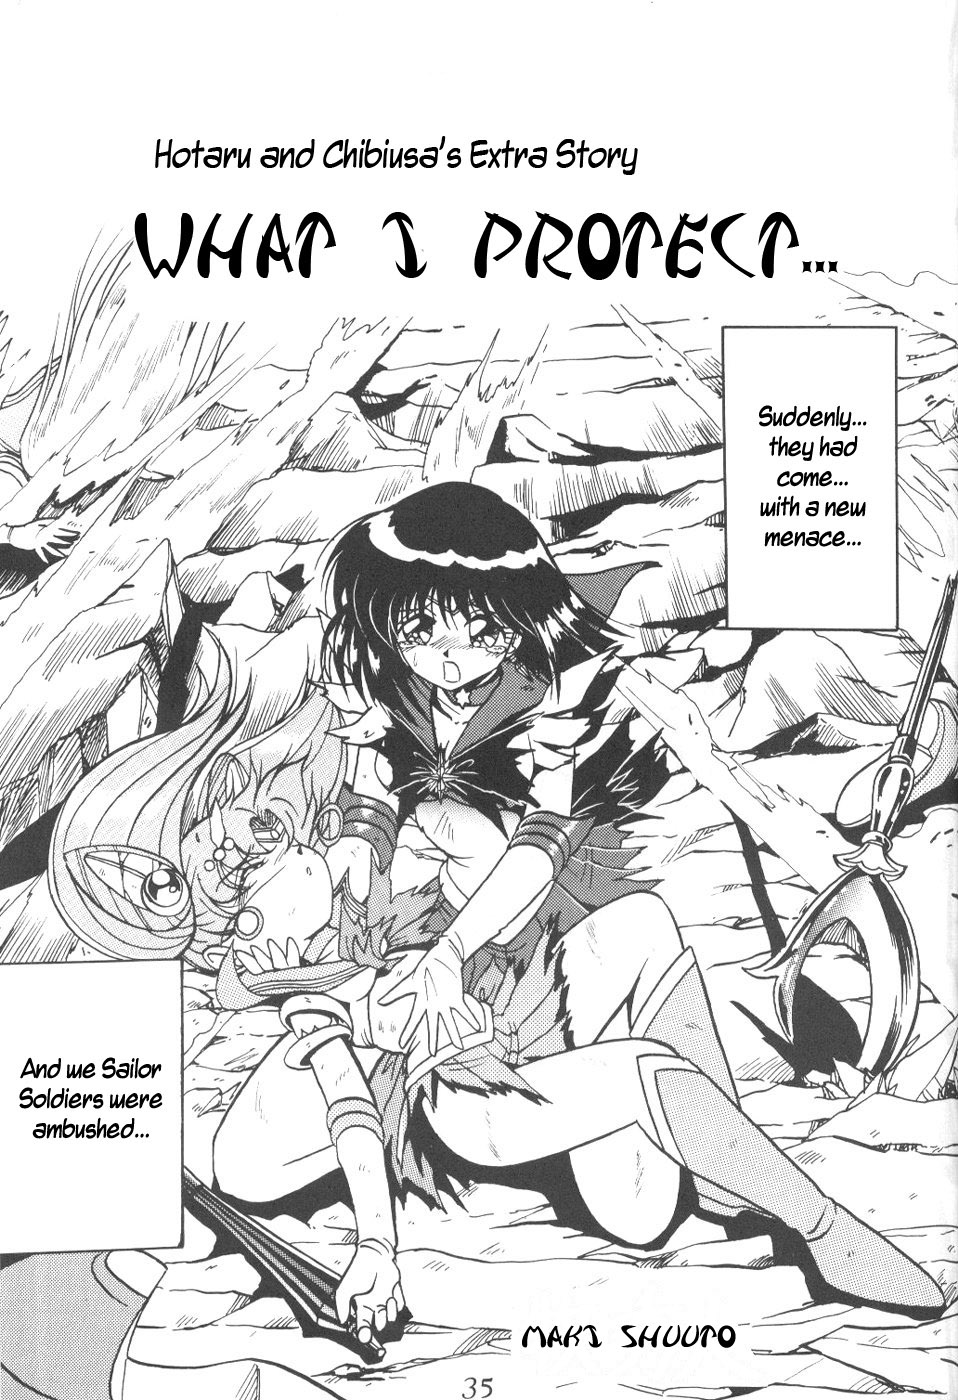 Hotaru and Chibiusa's Extra Story
WHAT I PROTECT...
Suddenly...
they had
come...
with a new
menace...
And we Sailor
Soldiers were
ambushed...
MAKI SHUUTO
35